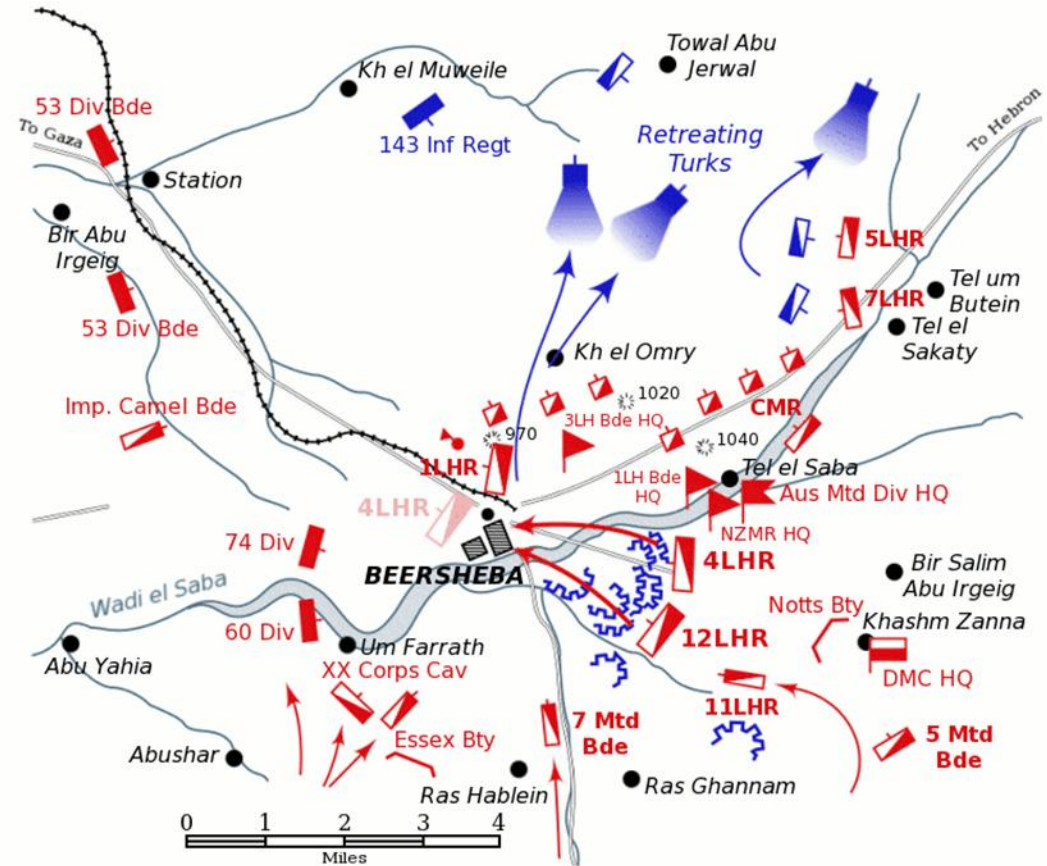 Towal Abu
Jerwal
Kh el Muweile
53 Div Bde
To Gaza
143 Inf Regt
Retreating
Turks
To Hebron
Station
Bir Abu
Irgeig
5LHR
Tel um
Butein
7LHR
Tel el
Sakaty
53 Div Bde
Kh el Omry
1020
Imp. Camel Bde
CMR
3LH Bde HQ
970
1040
1LHR
Tel el Saba
1LH Bde
HQ
Aus Mtd Div HQ
4LHR
NZMR HQ
74 Div
4LHR
BEERSHEBA
Bir Salim
Abu Irgeig
Wadi el Saba
Notts Bty
Khashm Zanna
60 Div
12LHR
Um Farrath
Abu Yahia
XX Corps Cav
DMC HQ
11LHR
7 Mtd
Bde
Essex Bty
5 Mtd
Bde
Abushar
Ras Hablein
Ras Ghannam
0 1 2 3 4
Miles